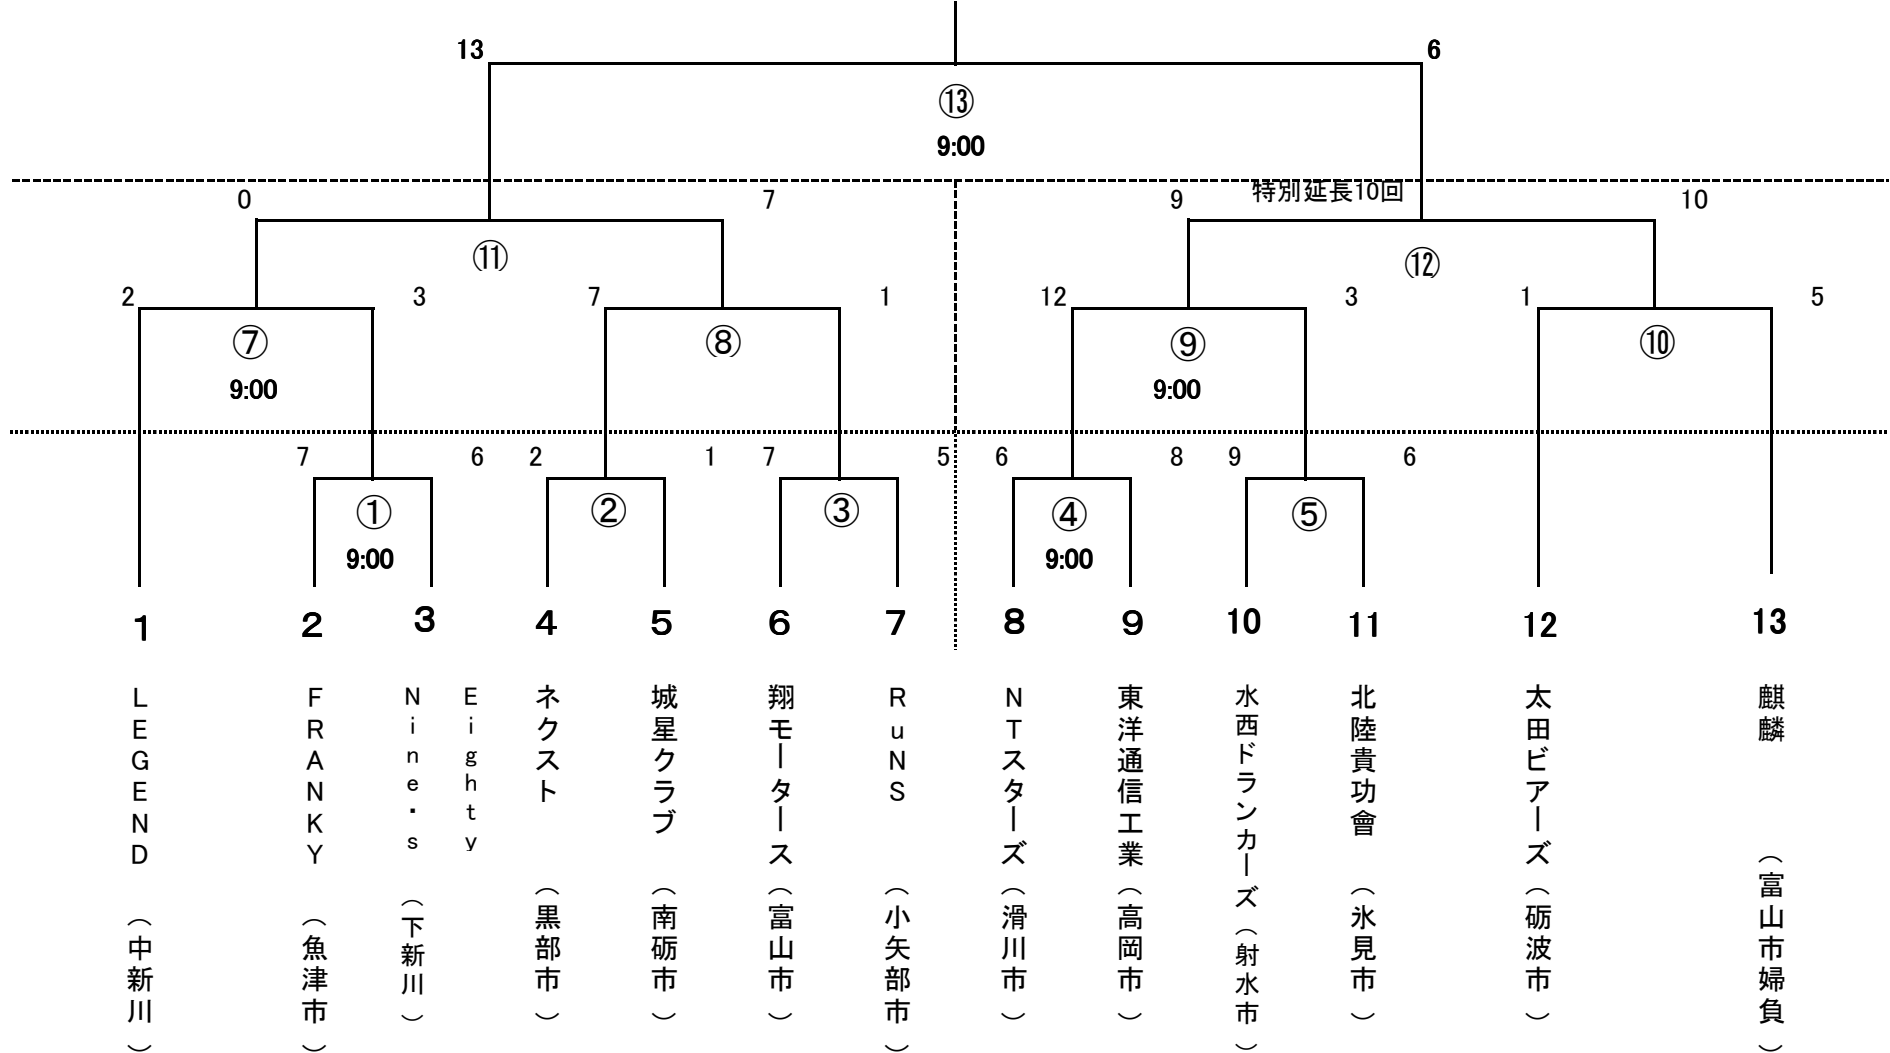 13 6
⑬
9:00
0 7 9 特別延長10回 10
⑪ ⑫
2 3 7 1 12 3 1 5
⑦ ⑧ ⑨ ⑩
9:00 9:00
7 6 2 1 7 5 6 8 9 6
① ② ③ ④ ⑤
9:00 9:00
1 2 3 4 5 6 7 8 9 10 11 12 13
LEGEND(中新川)
FRANKY(魚津市)
Eighty
Nine・s(下新川)
ネクスト(黒部市)
城星クラブ(南砺市)
翔モータース(富山市)
RuNS(小矢部市)
NTスターズ(滑川市)
東洋通信工業(高岡市)
水西ドランカーズ(射水市)
北陸貴功會(氷見市)
太田ビアーズ(砺波市)
麒麟(富山市婦負)